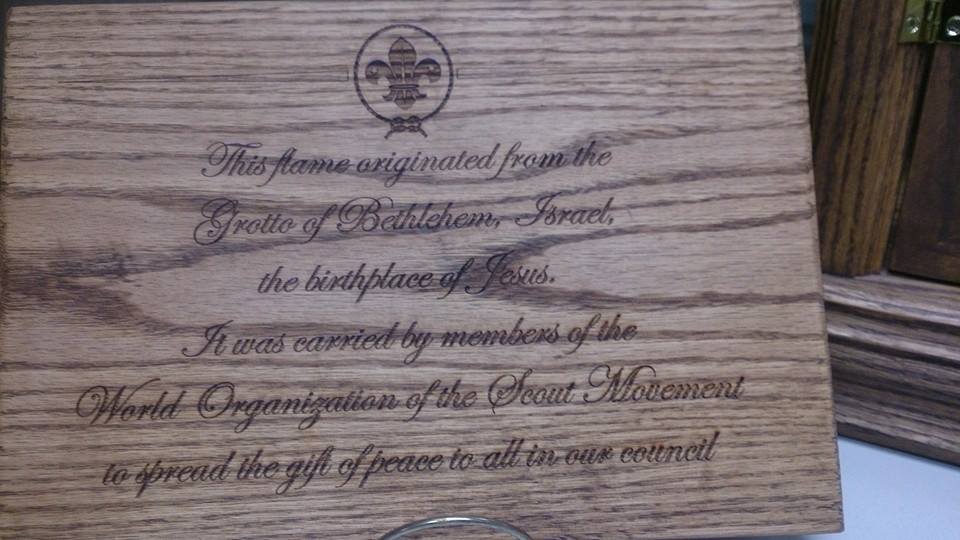 This flame originated from the
Grotto of Bethlehem, Israel,
the birthplace of Jesus.
It was carried by members of the
World Organization of the Scout Movement
to spread the gift of peace to all in our council